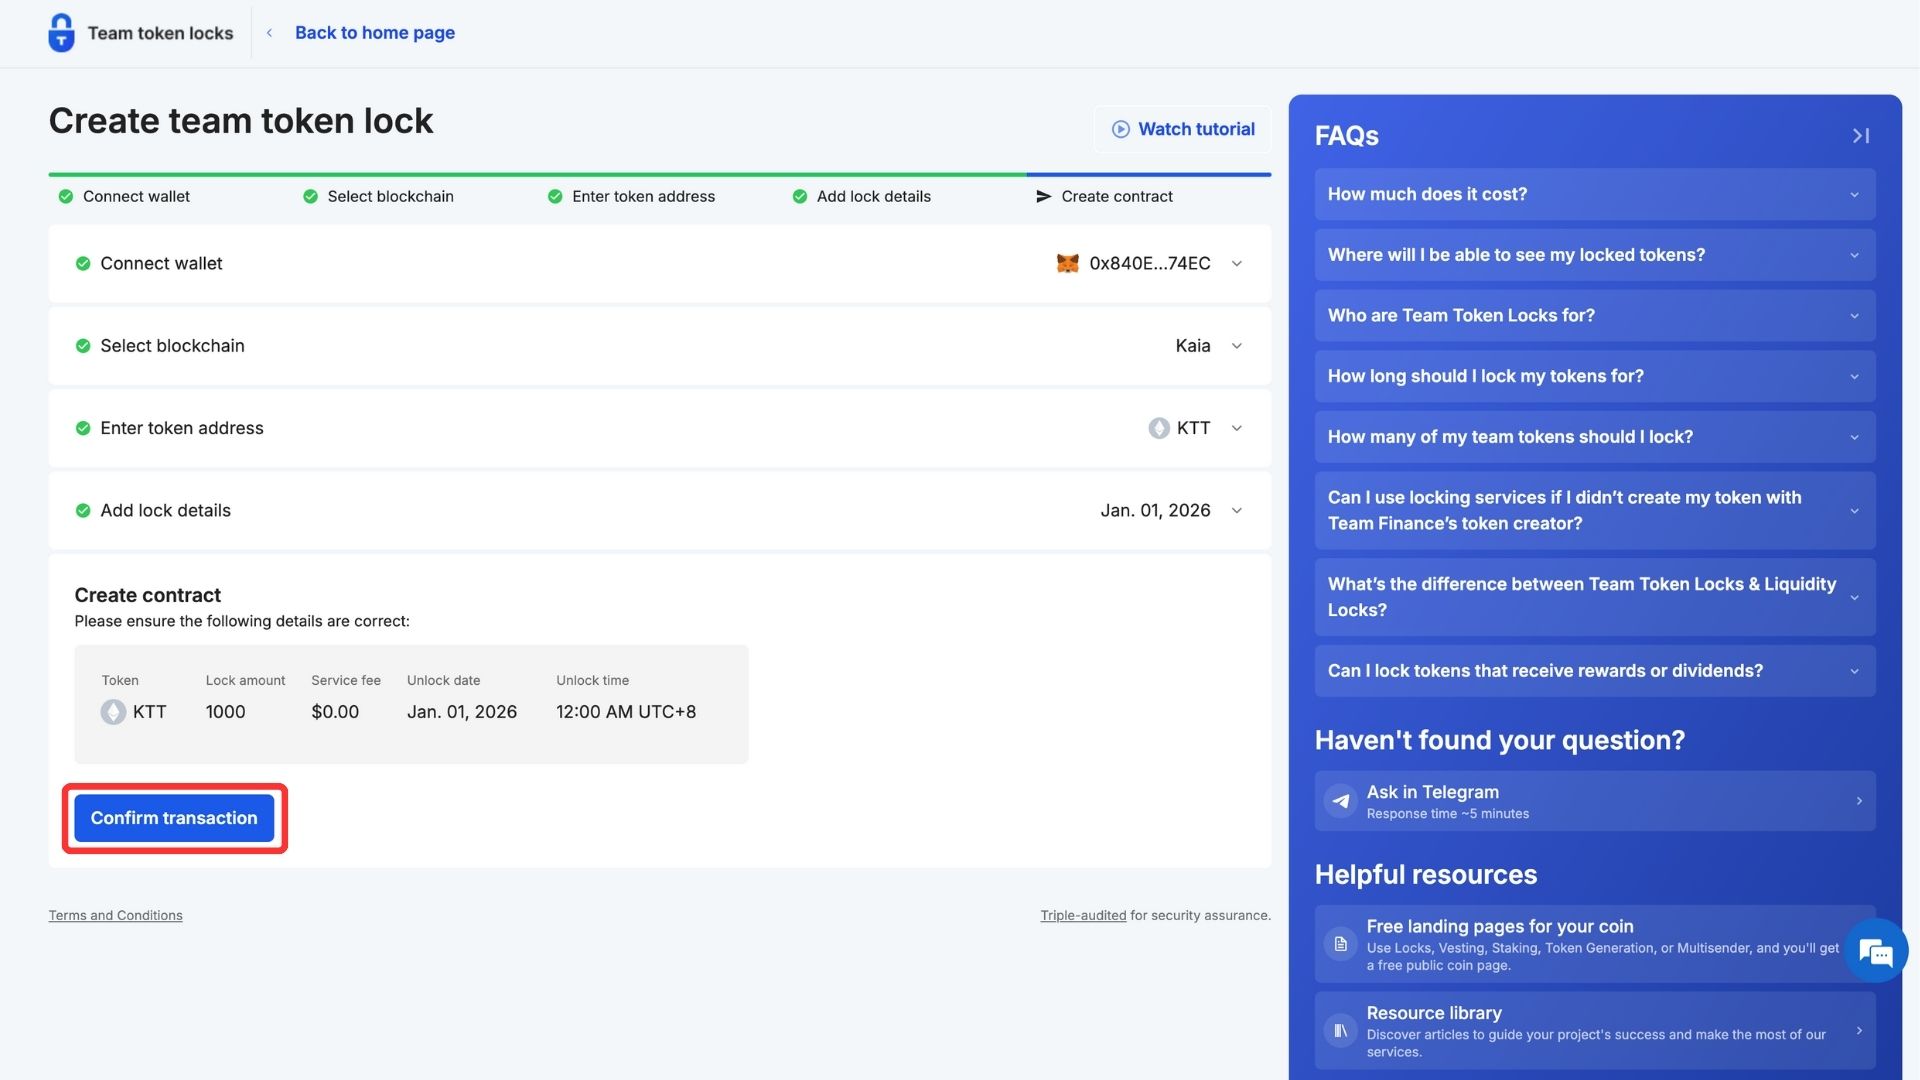 Team token locks
Back to home page
Create team token lock
Watch tutorial
Connect wallet
Select blockchain
Enter token address
Add lock details
Create contract
Connect wallet
0x840E...74EC
Select blockchain
Kaia
Enter token address
KTT
Add lock details
Jan. 01, 2026
Create contract
Please ensure the following details are correct:
Token
Lock amount
Service fee
Unlock date
Unlock time
KTT
1000
$0.00
Jan. 01, 2026
12:00 AM UTC+8
Confirm transaction
Terms and Conditions
Triple-audited for security assurance.
FAQs
How much does it cost?
Where will I be able to see my locked tokens?
Who are Team Token Locks for?
How long should I lock my tokens for?
How many of my team tokens should I lock?
Can I use locking services if I didn’t create my token with
Team Finance’s token creator?
What’s the difference between Team Token Locks & Liquidity
Locks?
Can I lock tokens that receive rewards or dividends?
Haven't found your question?
Ask in Telegram
Response time ~5 minutes
Helpful resources
Free landing pages for your coin
Use Locks, Vesting, Staking, Token Generation, or Multisender, and you'll get
a free public coin page.
Resource library
Discover articles to guide your project's success and make the most of our
services.